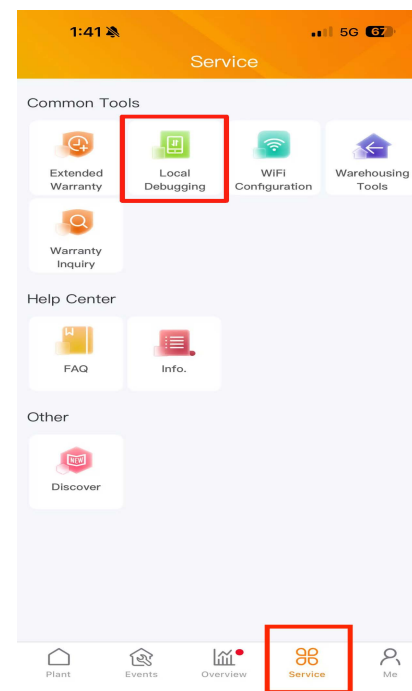 1:41 5G 67
Service
Common Tools
Extended Local WiFi Warehousing
Warranty Debugging Configuration Tools
Warranty
Inquiry
Help Center
FAQ Info.
Other
NEW
Discover
Plant Events Overview Service Me